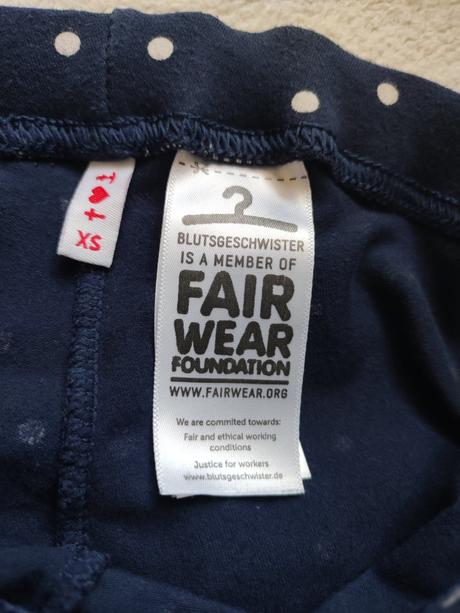 XS
BLUTSGESCHWISTER
IS A MEMBER OF
FAIR
WEAR
FOUNDATION
WWW.FAIRWEAR.ORG
We are commited towards:
Fair and ethical working
conditions
Justice for workers
www.blutsgeschwister.de